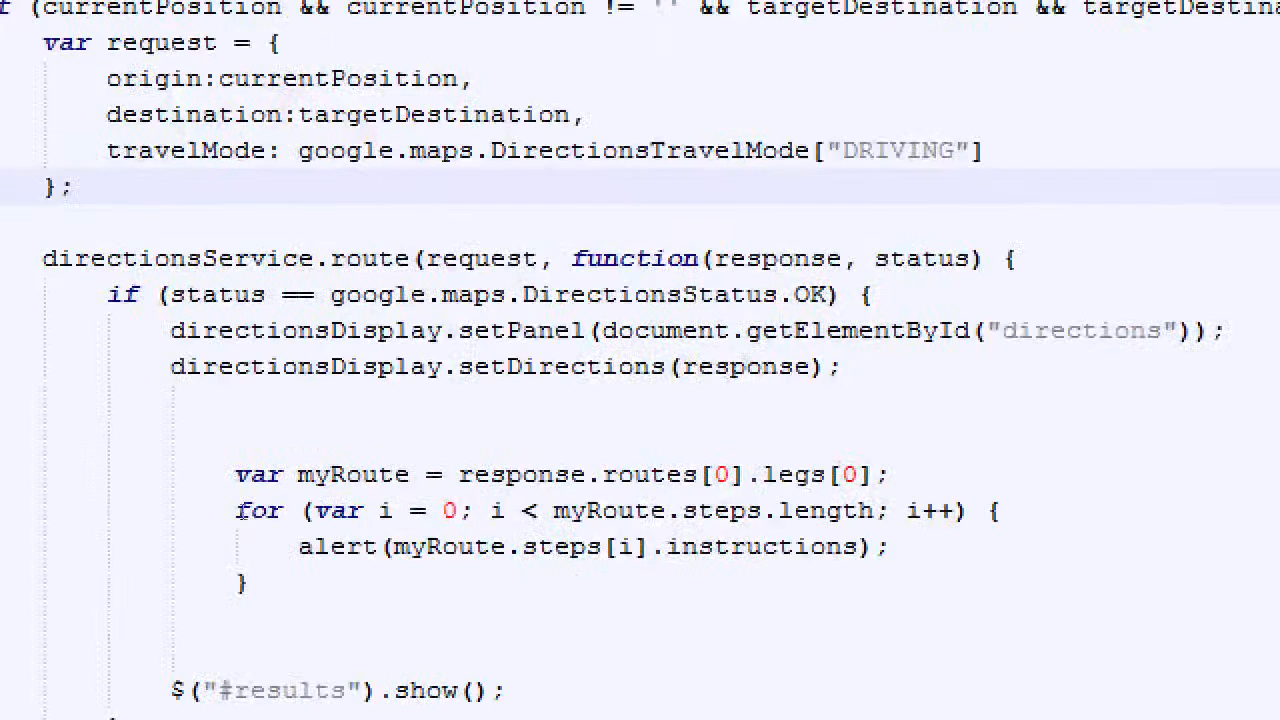 f (currentPosition && currentPosition != '' && targetDestination && targetDestina
var request = {
origin:currentPosition,
destination:targetDestination,
travelMode: google.maps.DirectionsTravelMode["DRIVING"]
};
directionsService.route(request, function(response, status) {
if (status == google.maps.DirectionsStatus.OK) {
directionsDisplay.setPanel(document.getElementById("directions"));
directionsDisplay.setDirections(response);
var myRoute = response.routes[0].legs[0];
for (var i = 0; i < myRoute.steps.length; i++) {
alert(myRoute.steps[i].instructions);
}
$("#results").show();